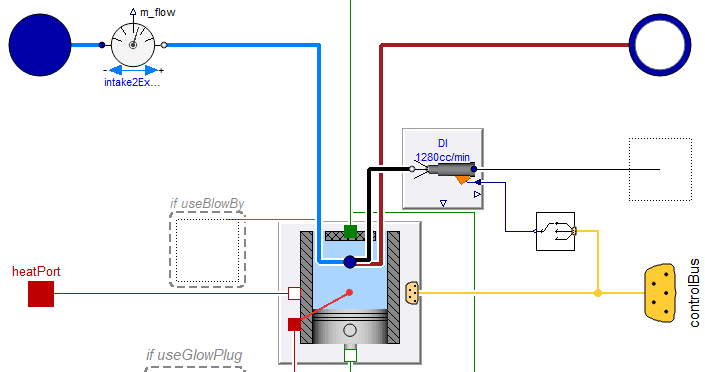 m_flow
- +
intake2Ex...
DI
1280cc/min
if useBlowBy
heatPort
controlBus
if useGlowPlug